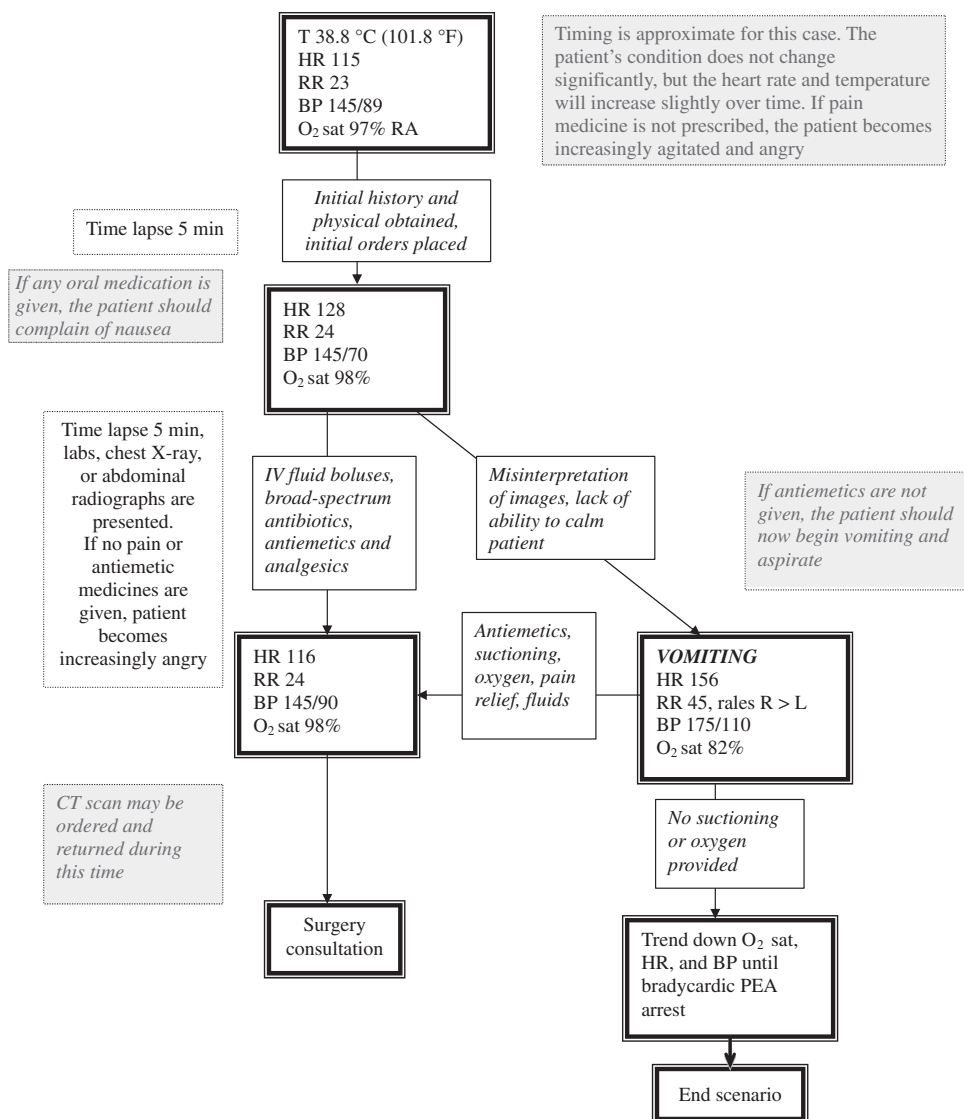 T 38.8 °C (101.8 °F)
HR 115
RR 23
BP 145/89
O₂ sat 97% RA
Timing is approximate for this case. The
patient’s condition does not change
significantly, but the heart rate and temperature
will increase slightly over time. If pain
medicine is not prescribed, the patient becomes
increasingly agitated and angry
Initial history and
physical obtained,
initial orders placed
Time lapse 5 min
If any oral medication is
given, the patient should
complain of nausea
HR 128
RR 24
BP 145/70
O₂ sat 98%
Time lapse 5 min,
labs, chest X-ray,
or abdominal
radiographs are
presented.
If no pain or
antiemetic
medicines are
given, patient
becomes
increasingly angry
IV fluid boluses,
broad-spectrum
antibiotics,
antiemetics and
analgesics
Misinterpretation
of images, lack of
ability to calm
patient
If antiemetics are not
given, the patient should
now begin vomiting and
aspirate
HR 116
RR 24
BP 145/90
O₂ sat 98%
Antiemetics,
suctioning,
oxygen, pain
relief, fluids
VOMITING
HR 156
RR 45, rales R > L
BP 175/110
O₂ sat 82%
CT scan may be
ordered and
returned during
this time
No suctioning
or oxygen
provided
Surgery
consultation
Trend down O₂ sat,
HR, and BP until
bradycardic PEA
arrest
End scenario